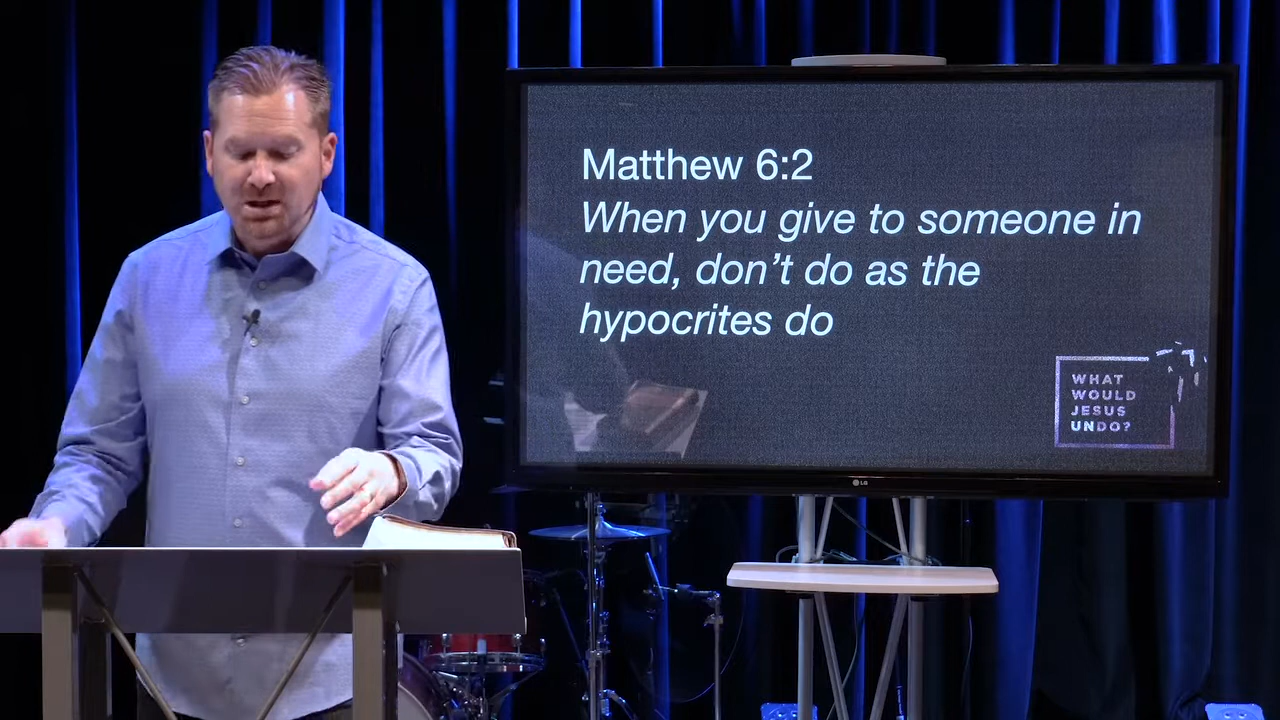 Matthew 6:2
When you give to someone in
need, don’t do as the
hypocrites do
WHAT
WOULD
JESUS
UNDO?
LG